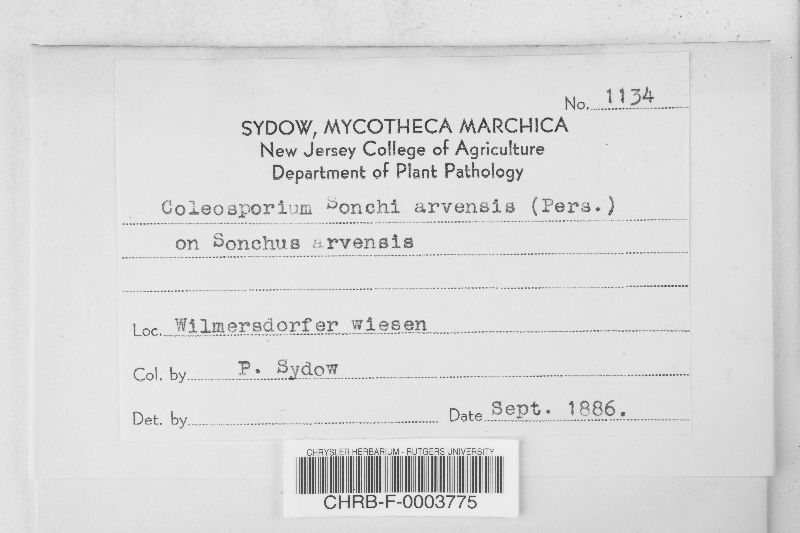 No. 1134
SYDOW, MYCOTHECA MARCHICA
New Jersey College of Agriculture
Department of Plant Pathology
Coleosporium Sonchi arvensis (Pers.)
on Sonchus arvensis
Loc. Wilmersdorfer wiesen
Col. by P. Sydow
Det. by
Date Sept. 1886.
CHRYSLER HERBARIUM - RUTGERS UNIVERSITY
CHRB-F-0003775